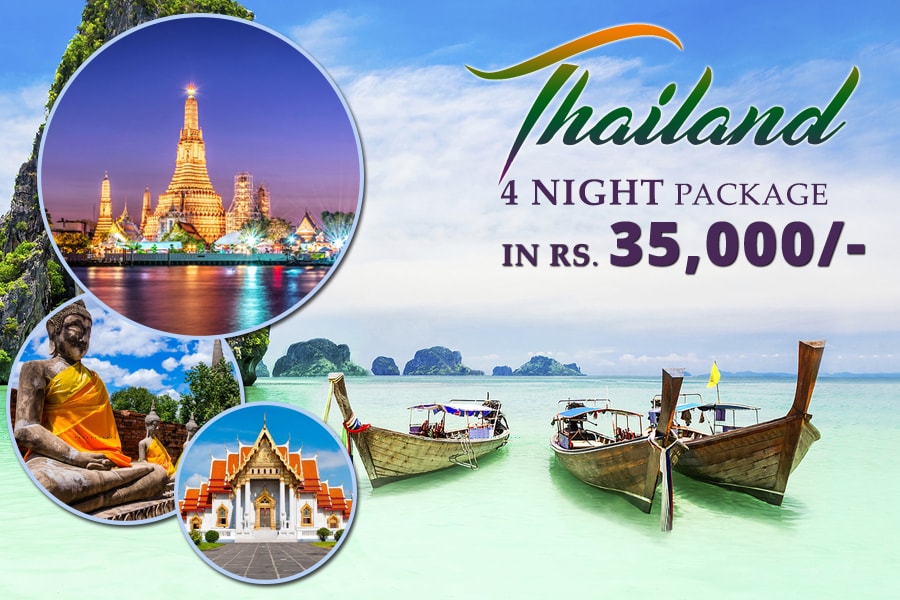 Thailand
4 NIGHT PACKAGE
IN RS. 35,000/-